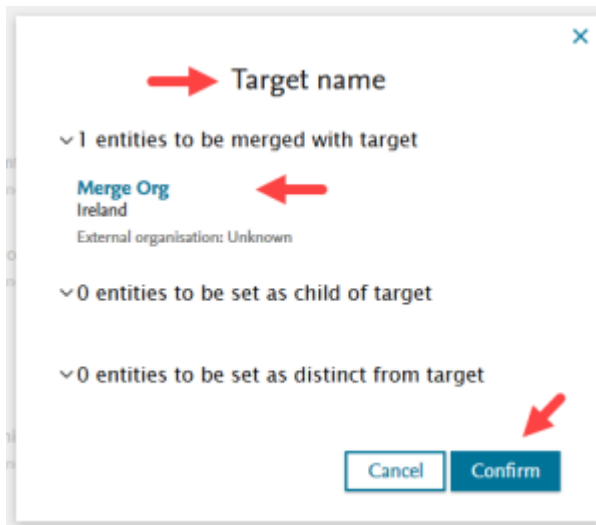 Target name
1 entities to be merged with target
Merge Org
Ireland
External organisation: Unknown
0 entities to be set as child of target
0 entities to be set as distinct from target
Cancel Confirm